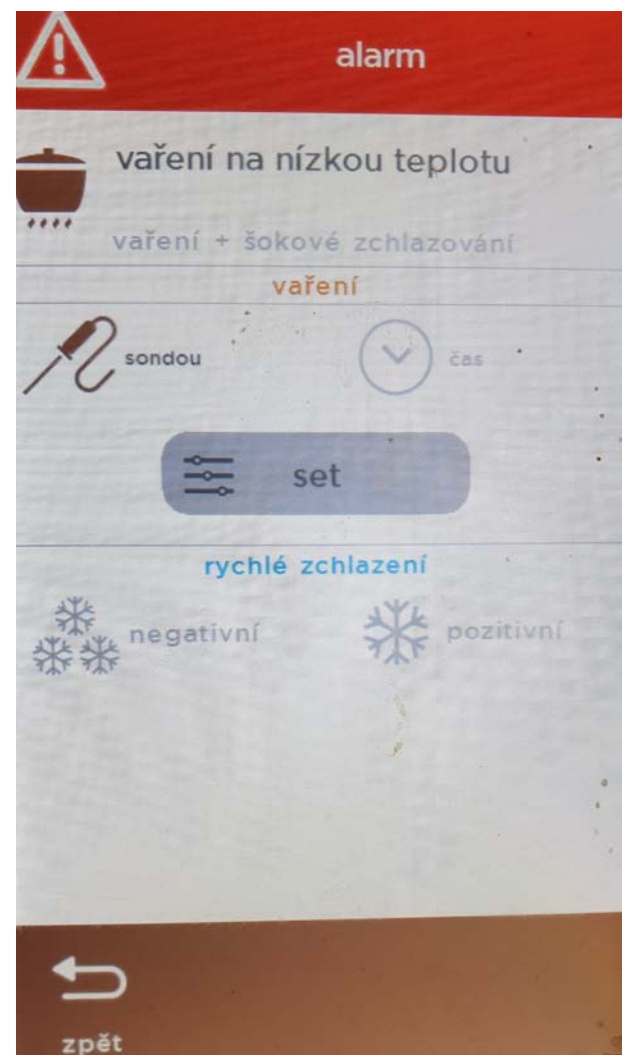 alarm
vaření na nízkou teplotu
vaření + šokové zchlazování
vaření
sondou
čas
set
rychlé zchlazení
negativní
pozitivní
zpět